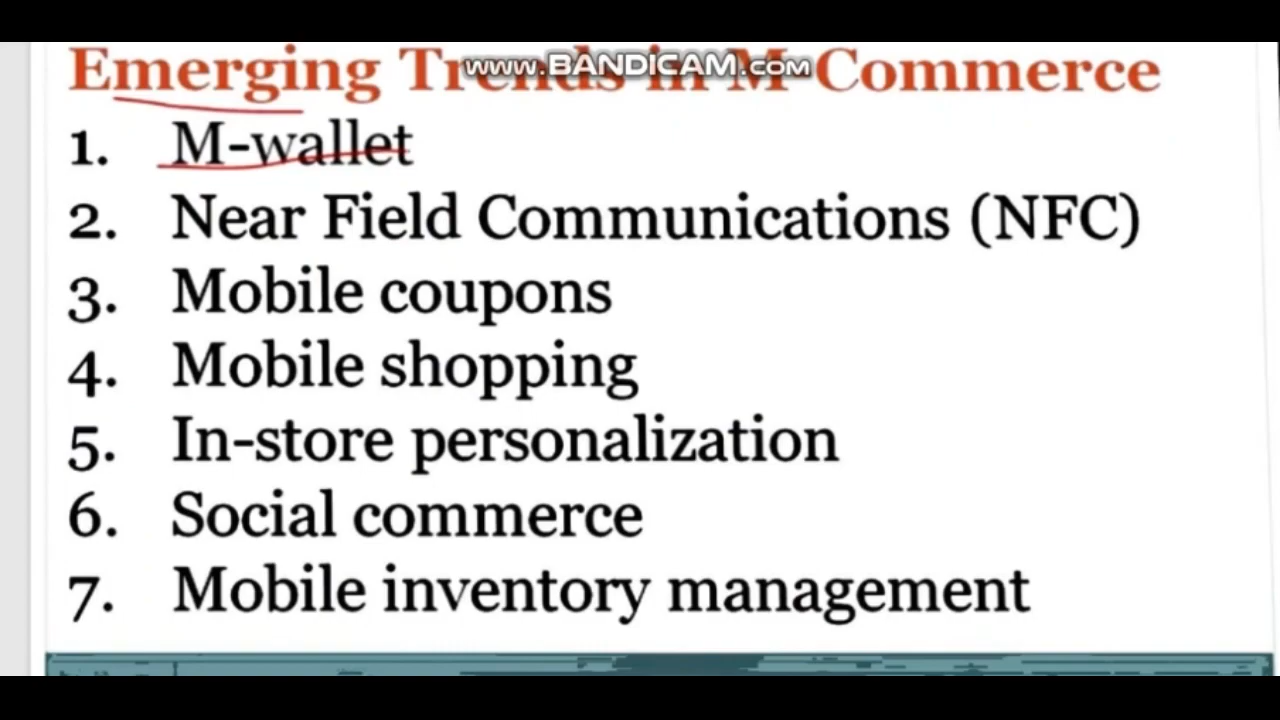 www.BANDICAM.com
Emerging Trends in M-Commerce
1. M-wallet
2. Near Field Communications (NFC)
3. Mobile coupons
4. Mobile shopping
5. In-store personalization
6. Social commerce
7. Mobile inventory management